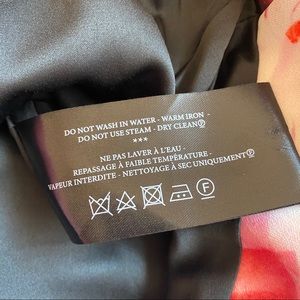 DO NOT WASH IN WATER - WARM IRON -
DO NOT USE STEAM - DRY CLEAN Ⓟ
***
NE PAS LAVER À L'EAU -
REPASSAGE À FAIBLE TEMPÉRATURE -
VAPEUR INTERDITE - NETTOYAGE À SEC UNIQUEMENT
F